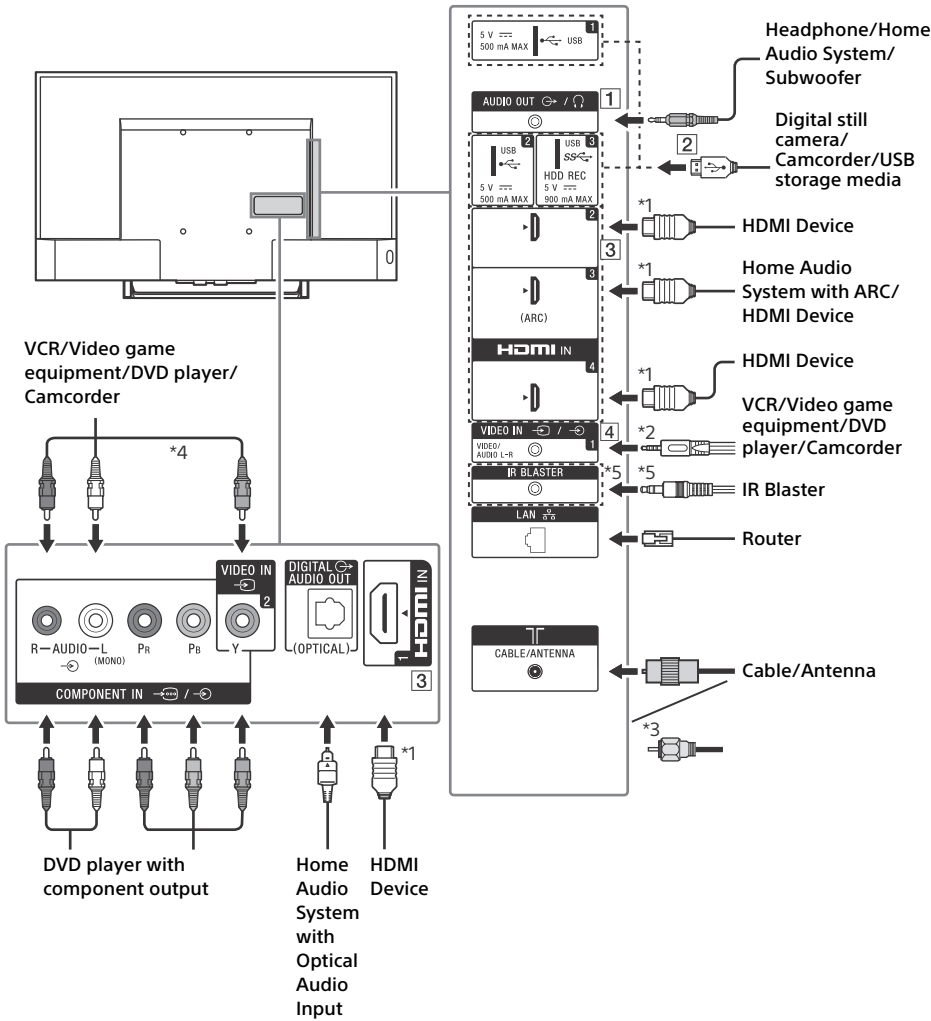 5 V
500 mA MAX
USB
1
AUDIO OUT /
1
Headphone/Home
Audio System/
Subwoofer
2
USB
5 V
500 mA MAX
3
USB
SS
HDD REC
5 V
900 mA MAX
2
Digital still
camera/
Camcorder/USB
storage media
2
3
*1
HDMI Device
3
(ARC)
*1
Home Audio
System with ARC/
HDMI Device
HDMI IN
4
*1
HDMI Device
VIDEO IN /
VIDEO/
AUDIO L-R
1
4
*2
VCR/Video game
equipment/DVD
player/Camcorder
IR BLASTER
*5
*5
IR Blaster
LAN
Router
CABLE/ANTENNA
Cable/Antenna
*3
VCR/Video game
equipment/DVD player/
Camcorder
*4
VIDEO IN
2
DIGITAL
AUDIO OUT
(OPTICAL)
HDMI IN
1
3
R–AUDIO–L
(MONO)
PR
PB
Y
COMPONENT IN /
*1
DVD player with
component output
Home
Audio
System
with
Optical
Audio
Input
HDMI
Device